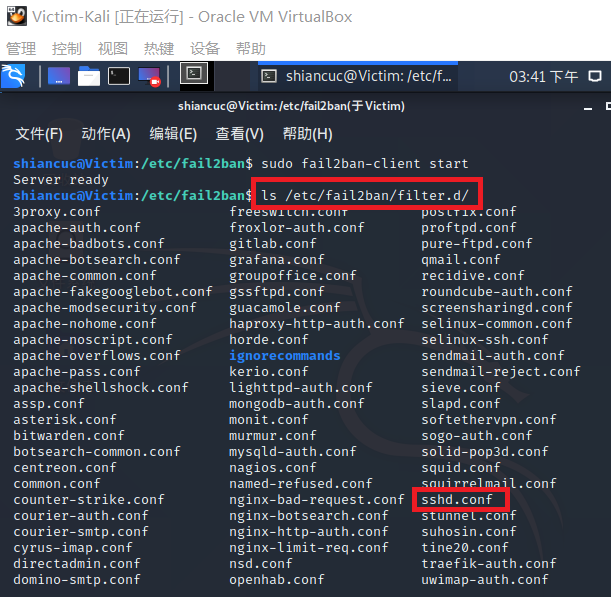 Victim-Kali [正在运行] - Oracle VM VirtualBox
管理 控制 视图 热键 设备 帮助
shiancuc@Victim: /etc/f... 03:41 下午
shiancuc@Victim:/etc/fail2ban(于 Victim)
文件(F) 动作(A) 编辑(E) 查看(V) 帮助(H)
shiancuc@Victim:/etc/fail2ban$ sudo fail2ban-client start
Server ready
shiancuc@Victim:/etc/fail2ban$ ls /etc/fail2ban/filter.d/
3proxy.conf freeswitch.conf postfix.conf
apache-auth.conf froxlor-auth.conf proftpd.conf
apache-badbots.conf gitlab.conf pure-ftpd.conf
apache-botsearch.conf grafana.conf qmail.conf
apache-common.conf groupoffice.conf recidive.conf
apache-fakegooglebot.conf gssftpd.conf roundcube-auth.conf
apache-modsecurity.conf guacamole.conf screensharingd.conf
apache-nohome.conf haproxy-http-auth.conf selinux-common.conf
apache-noscript.conf horde.conf selinux-ssh.conf
apache-overflows.conf ignorecommands sendmail-auth.conf
apache-pass.conf kerio.conf sendmail-reject.conf
apache-shellshock.conf lighttpd-auth.conf sieve.conf
assp.conf mongodb-auth.conf slapd.conf
asterisk.conf monit.conf softethervpn.conf
bitwarden.conf murmur.conf sogo-auth.conf
botsearch-common.conf mysqld-auth.conf solid-pop3d.conf
centreon.conf nagios.conf squid.conf
common.conf named-refused.conf squirrelmail.conf
counter-strike.conf nginx-bad-request.conf sshd.conf
courier-auth.conf nginx-botsearch.conf stunnel.conf
courier-smtp.conf nginx-http-auth.conf suhosin.conf
cyrus-imap.conf nginx-limit-req.conf tine20.conf
directadmin.conf nsd.conf traefik-auth.conf
domino-smtp.conf openhab.conf uwimap-auth.conf